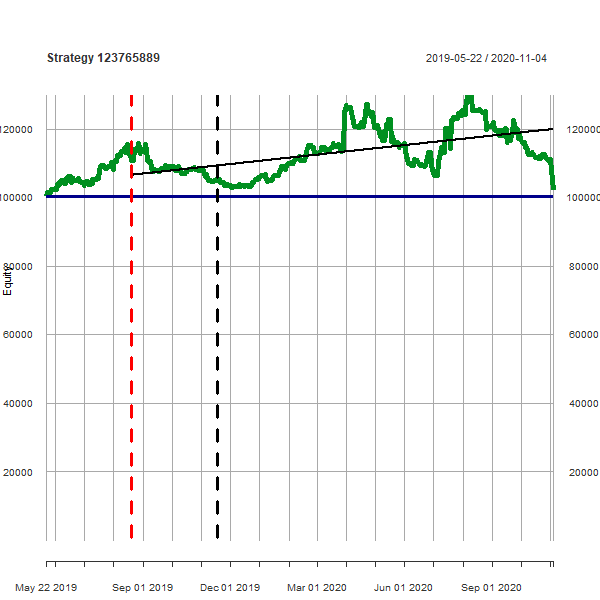 Strategy 123765889
2019-05-22 / 2020-11-04
120000
120000
100000
100000
80000
80000
Equity
60000
60000
40000
40000
20000
20000
May 22 2019
Sep 01 2019
Dec 01 2019
Mar 01 2020
Jun 01 2020
Sep 01 2020